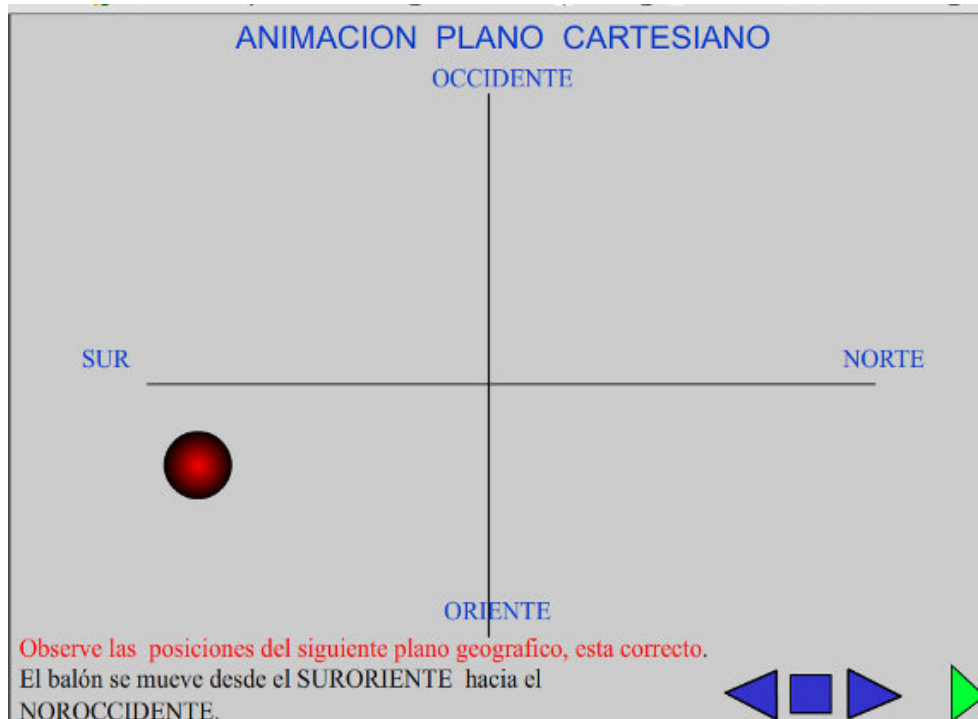 ANIMACION PLANO CARTESIANO
OCCIDENTE
SUR
NORTE
ORIENTE
Observe las posiciones del siguiente plano geografico, esta correcto.
El balón se mueve desde el SURORIENTE hacia el
NOROCCIDENTE.